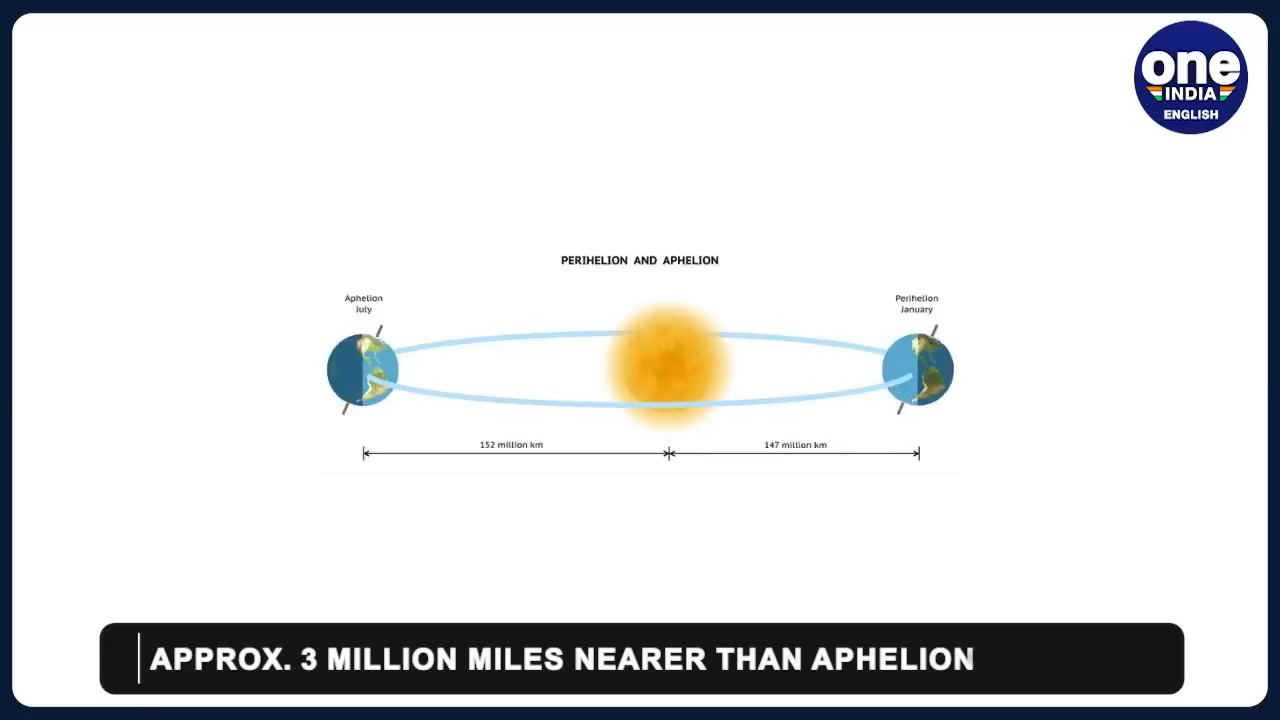 one
INDIA
ENGLISH
PERIHELION AND APHELION
Aphelion
July
Perihelion
January
152 million km
147 million km
APPROX. 3 MILLION MILES NEARER THAN APHELION